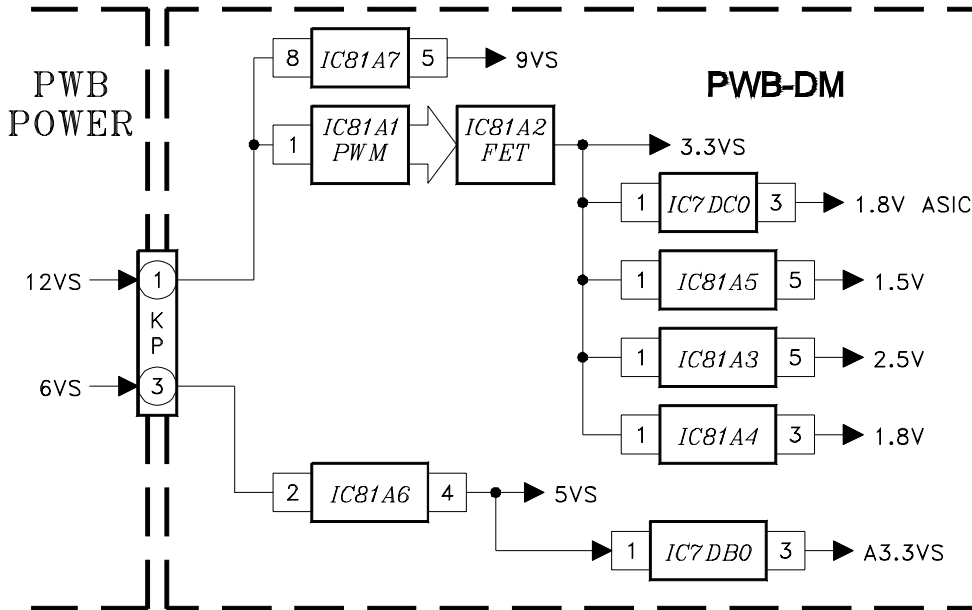 PWB
POWER
PWB-DM
8 IC81A7 5 9VS
1 IC81A1
PWM
IC81A2
FET
3.3VS
1 IC7DC0 3 1.8V ASIC
12VS 1
K
P
6VS 3
1 IC81A5 5 1.5V
1 IC81A3 5 2.5V
1 IC81A4 3 1.8V
2 IC81A6 4 5VS
1 IC7DB0 3 A3.3VS